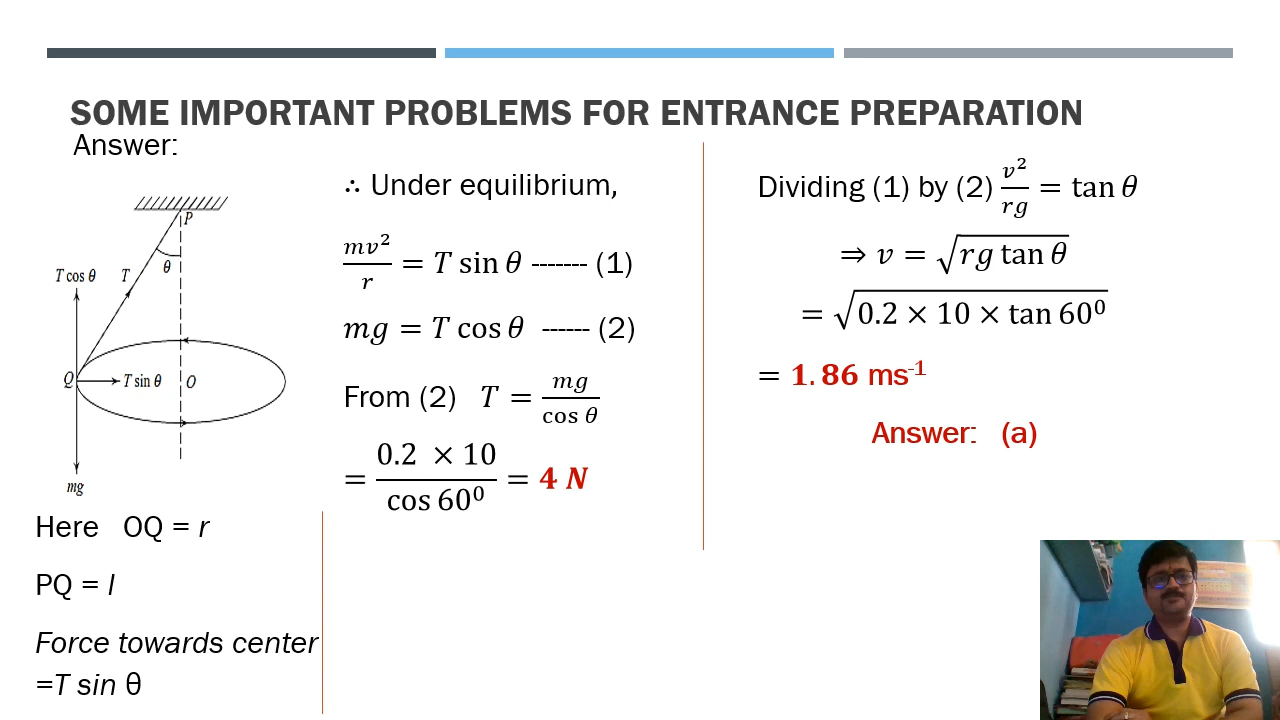 SOME IMPORTANT PROBLEMS FOR ENTRANCE PREPARATION
Answer:
P
θ
T cos θ
T
Q
T sin θ
O
mg
Here OQ = r
PQ = l
Force towards center
=T sin θ
∴ Under equilibrium,
mv²/r = T sin θ ------- (1)
mg = T cos θ ------ (2)
From (2) T = mg/cos θ
= 0.2 × 10/cos 60⁰ = 4 N
Dividing (1) by (2) v²/rg = tan θ
⇒ v = √rg tan θ
= √0.2 × 10 × tan 60⁰
= 1.86 ms⁻¹
Answer: (a)